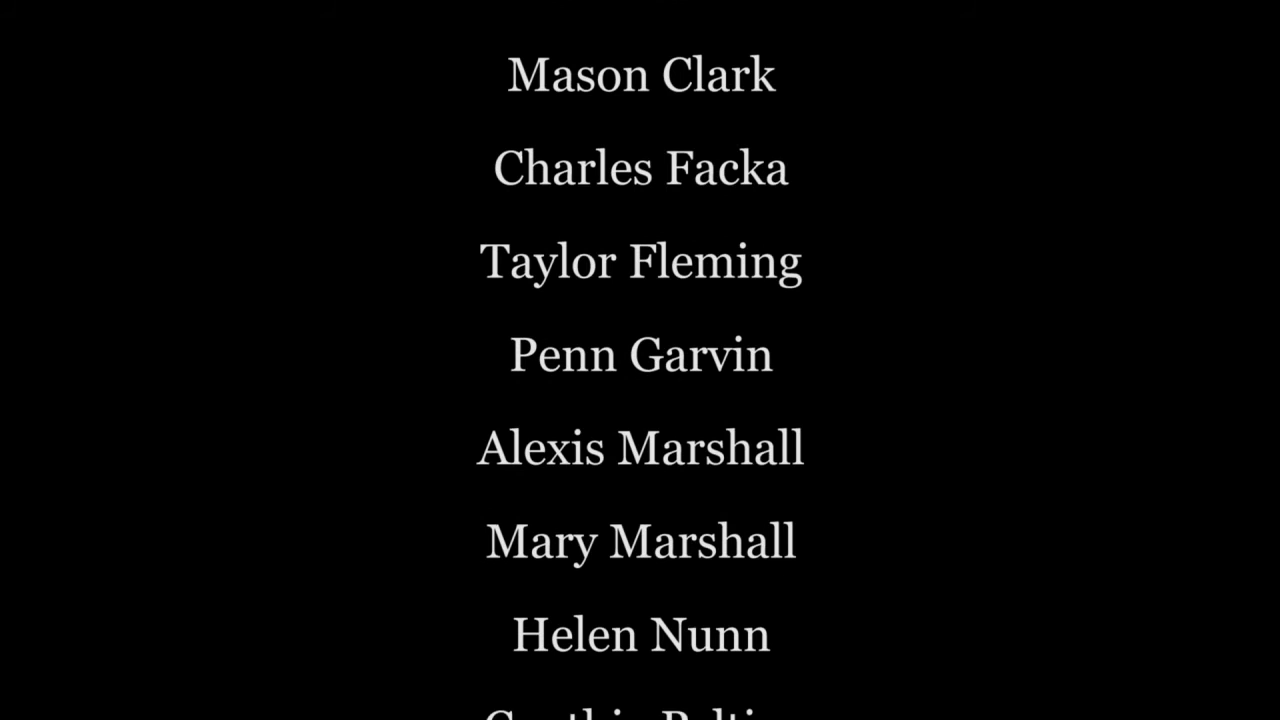 Mason Clark
Charles Facka
Taylor Fleming
Penn Garvin
Alexis Marshall
Mary Marshall
Helen Nunn